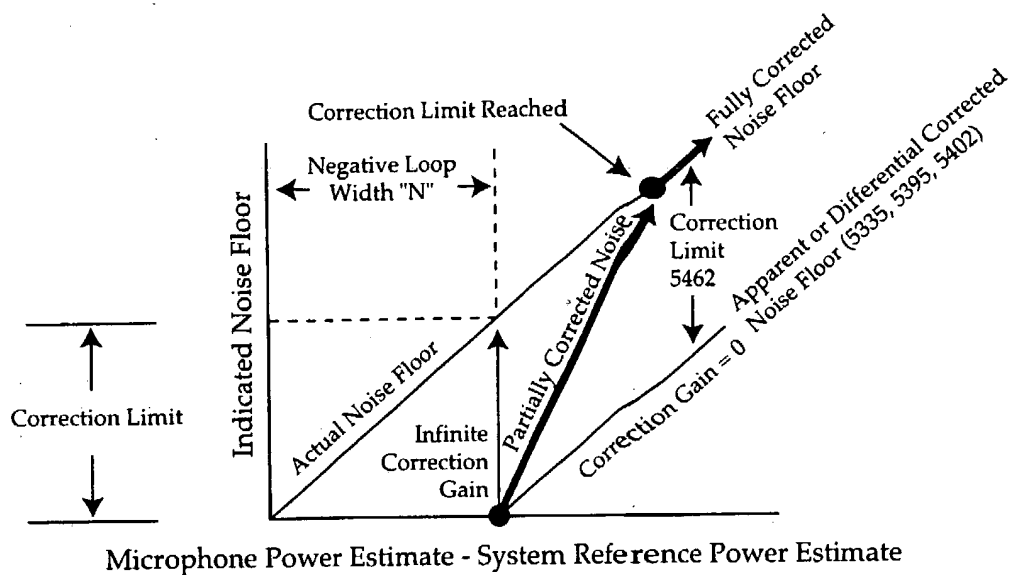 Correction Limit Reached
Fully Corrected
Noise Floor
Negative Loop
Width "N"
Indicated Noise Floor
Correction
Limit
5462
Apparent or Differential Corrected
Noise Floor (5335, 5395, 5402)
Partially Corrected Noise
Correction Gain = 0
Actual Noise Floor
Infinite
Correction
Gain
Correction Limit
Microphone Power Estimate - System Reference Power Estimate